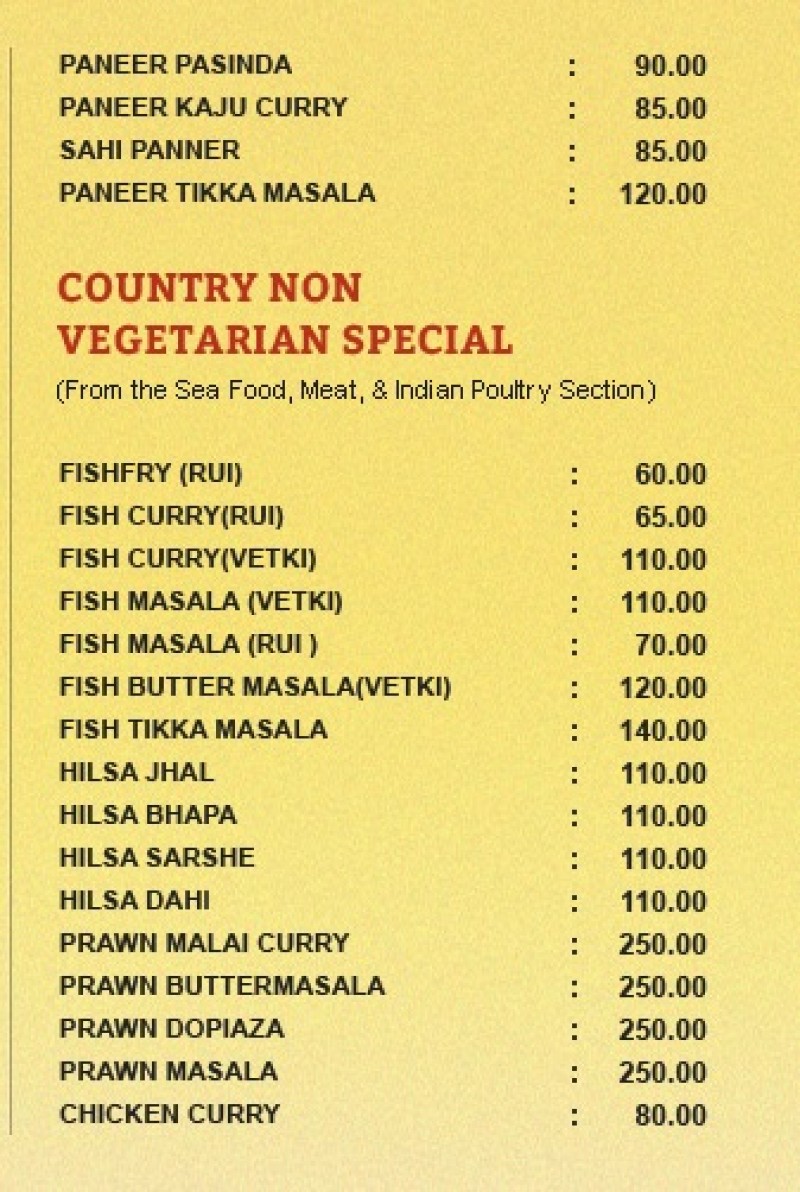 PANEER PASINDA : 90.00
PANEER KAJU CURRY : 85.00
SAHI PANNER : 85.00
PANEER TIKKA MASALA : 120.00
COUNTRY NON
VEGETARIAN SPECIAL
(From the Sea Food, Meat, & Indian Poultry Section)
FISHFRY (RUI) : 60.00
FISH CURRY(RUI) : 65.00
FISH CURRY(VETKI) : 110.00
FISH MASALA (VETKI) : 110.00
FISH MASALA (RUI ) : 70.00
FISH BUTTER MASALA(VETKI) : 120.00
FISH TIKKA MASALA : 140.00
HILSA JHAL : 110.00
HILSA BHAPA : 110.00
HILSA SARSHE : 110.00
HILSA DAHI : 110.00
PRAWN MALAI CURRY : 250.00
PRAWN BUTTERMASALA : 250.00
PRAWN DOPIAZA : 250.00
PRAWN MASALA : 250.00
CHICKEN CURRY : 80.00